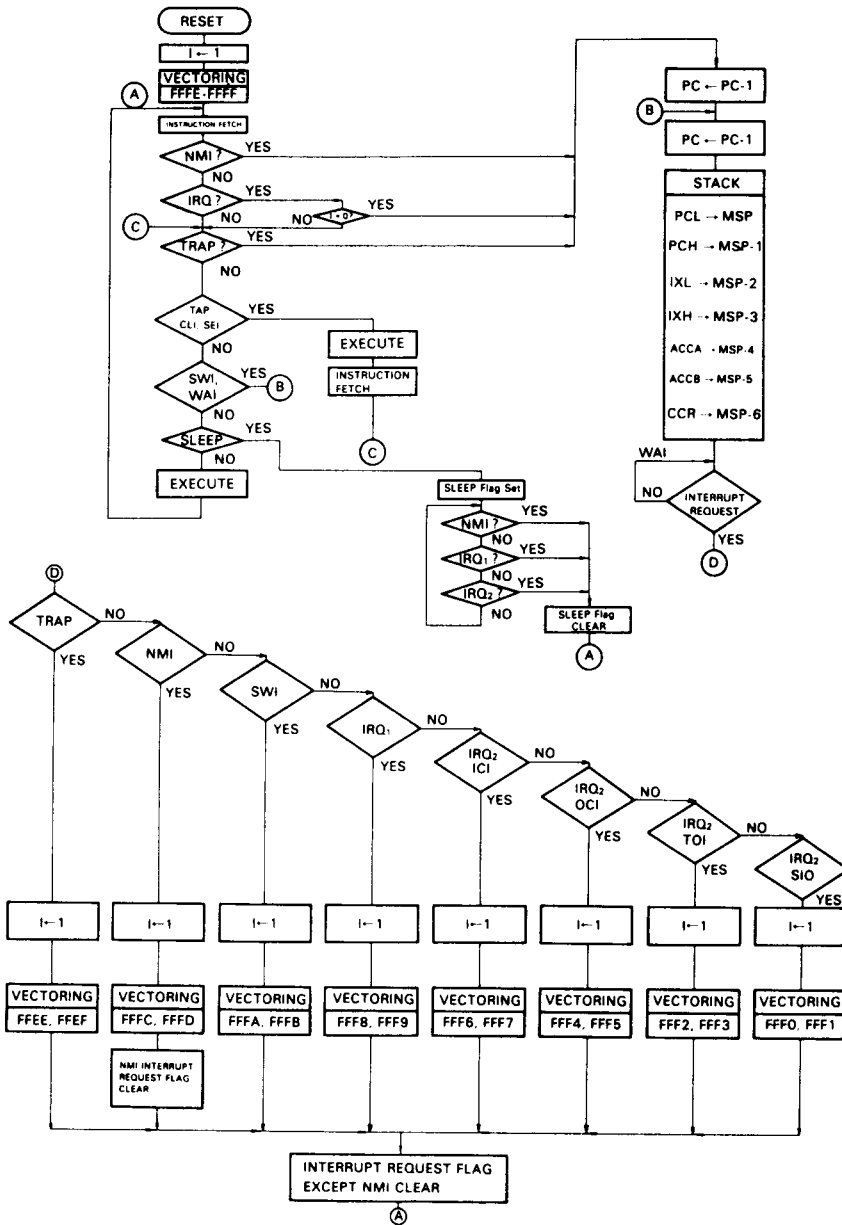 RESET
I ← 1
VECTORING
FFFE-FFFF
A
INSTRUCTION FETCH
NMI ?
YES
NO
IRQ ?
YES
NO
I = 0?
YES
NO
C
TRAP ?
YES
NO
TAP
CLI, SEI
YES
NO
EXECUTE
INSTRUCTION
FETCH
C
SWI,
WAI
YES
B
NO
SLEEP
YES
NO
EXECUTE
SLEEP Flag Set
NMI ?
YES
NO
IRQ₁ ?
YES
NO
IRQ₂ ?
YES
NO
SLEEP Flag
CLEAR
A
PC ← PC-1
B
PC ← PC-1
STACK
PCL → MSP
PCH → MSP-1
IXL → MSP-2
IXH → MSP-3
ACCA → MSP-4
ACCB → MSP-5
CCR → MSP-6
WAI
NO
INTERRUPT
REQUEST
YES
D
D
TRAP
NO
YES
NMI
NO
YES
SWI
NO
YES
IRQ₁
NO
YES
IRQ₂
ICI
NO
YES
IRQ₂
OCI
NO
YES
IRQ₂
TOI
NO
YES
IRQ₂
SIO
YES
I ← 1
I ← 1
I ← 1
I ← 1
I ← 1
I ← 1
I ← 1
I ← 1
VECTORING
FFEE, FFEF
VECTORING
FFFC, FFFD
VECTORING
FFFA, FFFB
VECTORING
FFF8, FFF9
VECTORING
FFF6, FFF7
VECTORING
FFF4, FFF5
VECTORING
FFF2, FFF3
VECTORING
FFF0, FFF1
NMI INTERRUPT
REQUEST FLAG
CLEAR
INTERRUPT REQUEST FLAG
EXCEPT NMI CLEAR
A